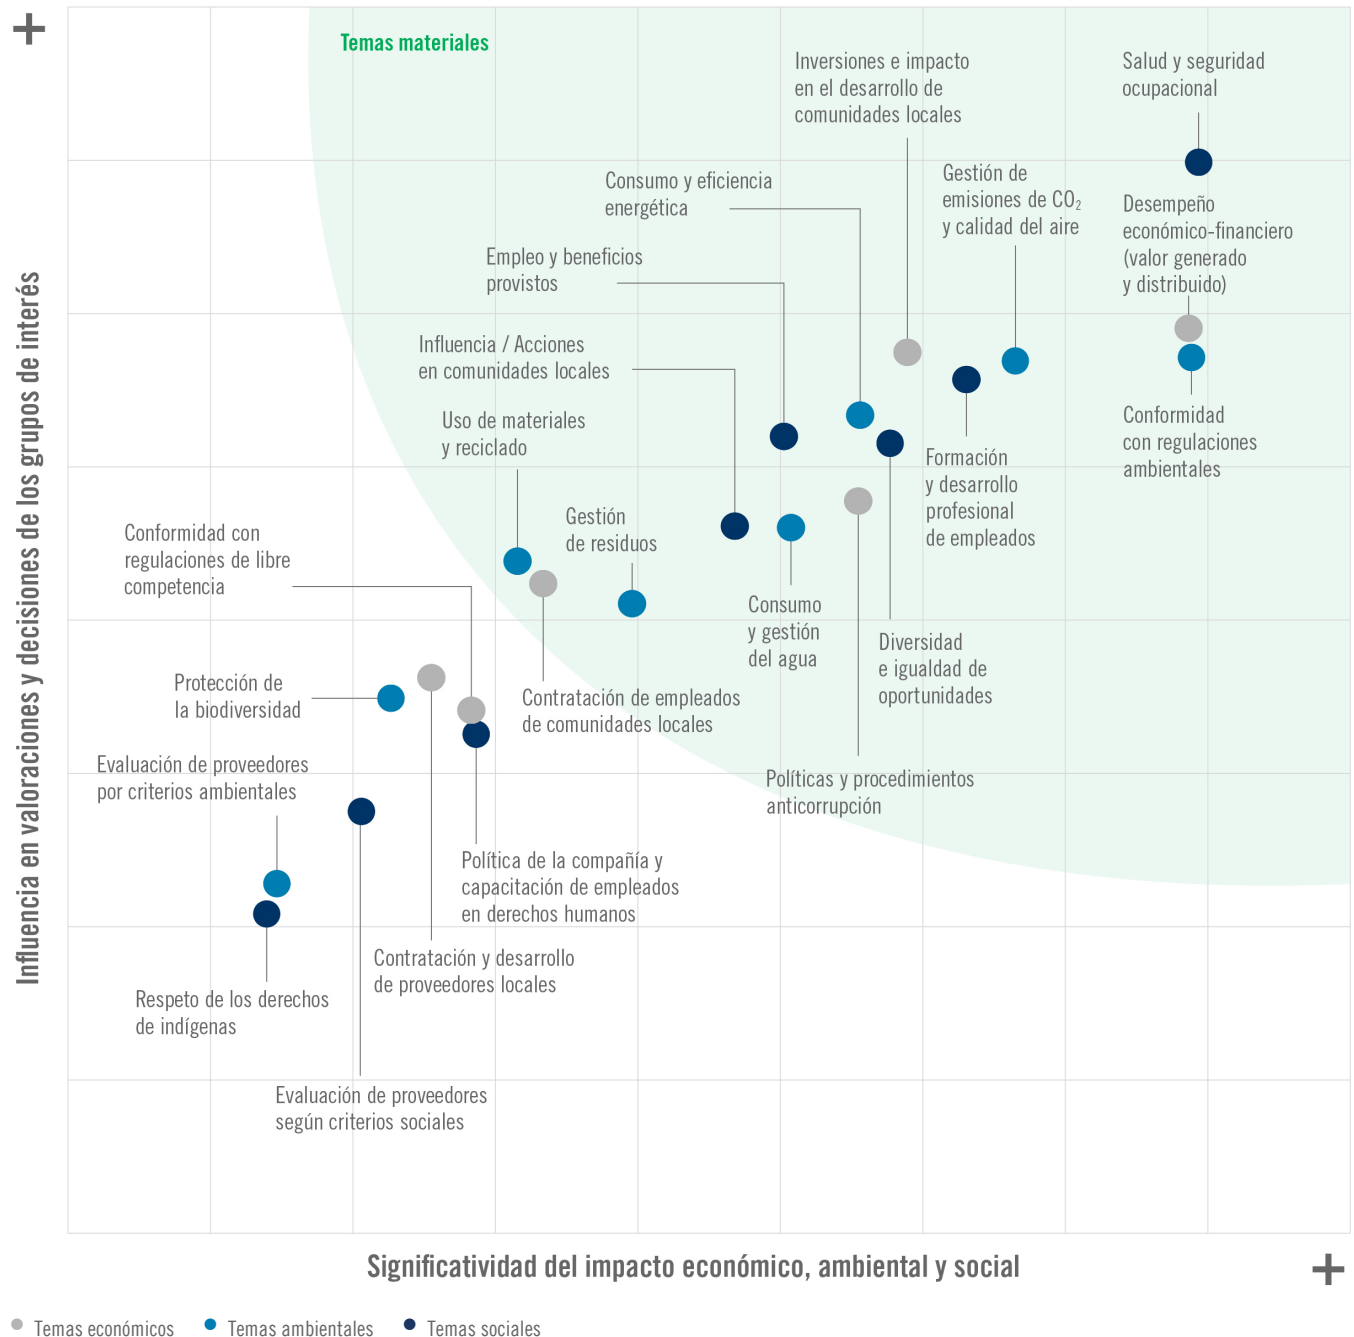 +
Temas materiales
Inversiones e impacto
en el desarrollo de
comunidades locales
Salud y seguridad
ocupacional
Consumo y eficiencia
energética
Gestión de
emisiones de CO₂
y calidad del aire
Desempeño
económico-financiero
(valor generado
y distribuido)
Empleo y beneficios
provistos
Influencia / Acciones
en comunidades locales
Uso de materiales
y reciclado
Conformidad
con regulaciones
ambientales
Formación
y desarrollo
profesional
de empleados
Gestión
de residuos
Conformidad con
regulaciones de libre
competencia
Consumo
y gestión
del agua
Diversidad
e igualdad de
oportunidades
Protección de
la biodiversidad
Contratación de empleados
de comunidades locales
Evaluación de proveedores
por criterios ambientales
Políticas y procedimientos
anticorrupción
Política de la compañía y
capacitación de empleados
en derechos humanos
Contratación y desarrollo
de proveedores locales
Respeto de los derechos
de indígenas
Evaluación de proveedores
según criterios sociales
Influencia en valoraciones y decisiones de los grupos de interés
Significatividad del impacto económico, ambiental y social
+
Temas económicos
Temas ambientales
Temas sociales